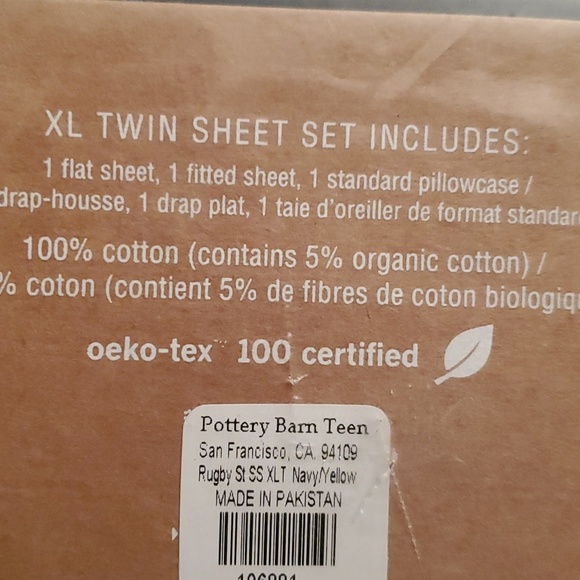 XL TWIN SHEET SET INCLUDES:
1 flat sheet, 1 fitted sheet, 1 standard pillowcase /
drap-housse, 1 drap plat, 1 taie d'oreiller de format standar
100% cotton (contains 5% organic cotton) /
% coton (contient 5% de fibres de coton biologiqu
oeko-tex™ 100 certified
Pottery Barn Teen
San Francisco, CA. 94109
Rugby St SS XLT Navy/Yellow
MADE IN PAKISTAN